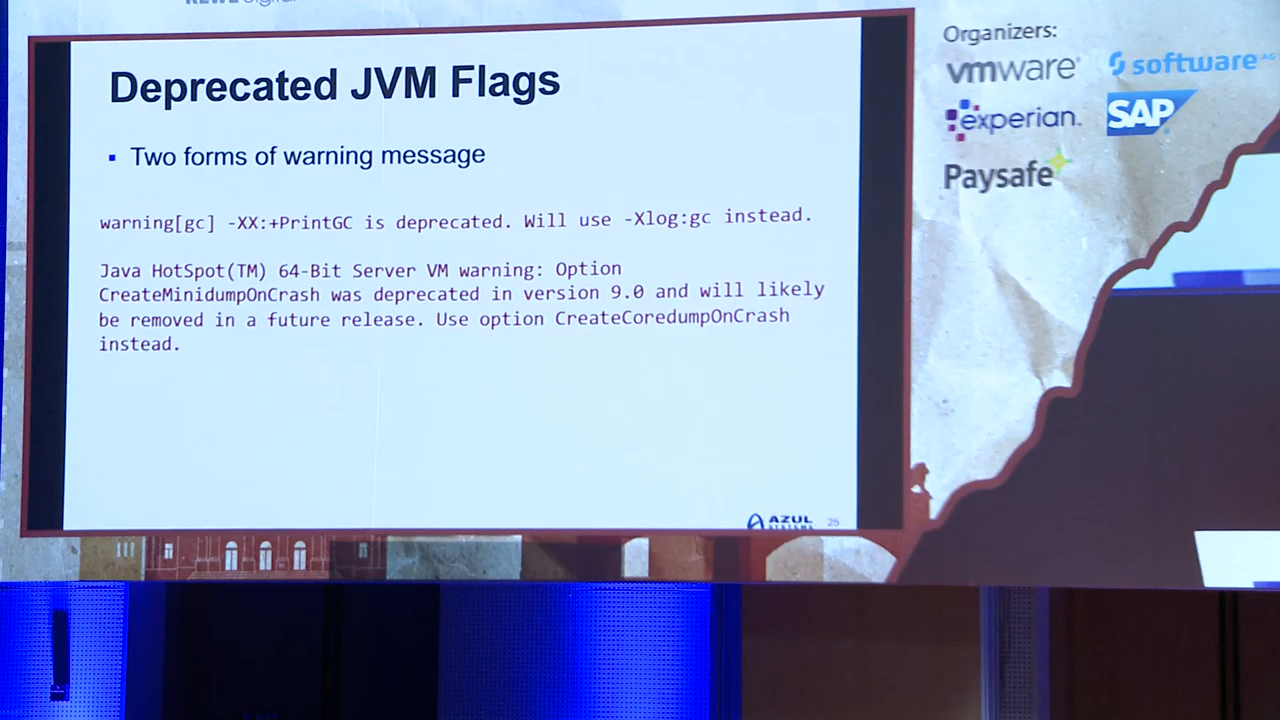 Deprecated JVM Flags
▪ Two forms of warning message
warning[gc] -XX:+PrintGC is deprecated. Will use -Xlog:gc instead.
Java HotSpot(TM) 64-Bit Server VM warning: Option
CreateMinidumpOnCrash was deprecated in version 9.0 and will likely
be removed in a future release. Use option CreateCoredumpOnCrash
instead.
AZUL
SYSTEMS
25
Organizers:
vmware
software AG
experian.
SAP
Paysafe